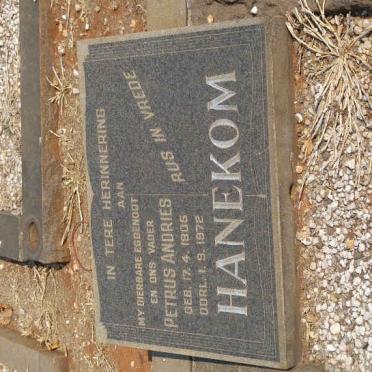 IN TERE HERINNERING
AAN
MY DIERBARE EGGENOOT
EN ONS VADER
PETRUS ANDRIES
GEB. 17. 4. 1906
OORL. 1. 9. 1972
RUS IN VREDE
HANEKOM